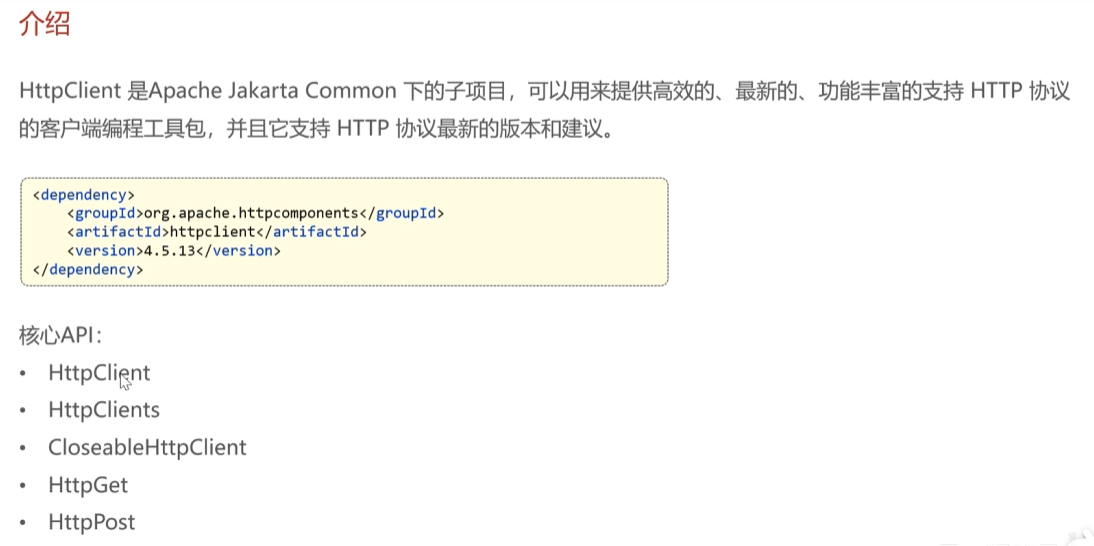 介绍
HttpClient 是Apache Jakarta Common 下的子项目，可以用来提供高效的、最新的、功能丰富的支持 HTTP 协议
的客户端编程工具包，并且它支持 HTTP 协议最新的版本和建议。
<dependency>
    <groupId>org.apache.httpcomponents</groupId>
    <artifactId>httpclient</artifactId>
    <version>4.5.13</version>
</dependency>
核心API：
• HttpClient
• HttpClients
• CloseableHttpClient
• HttpGet
• HttpPost